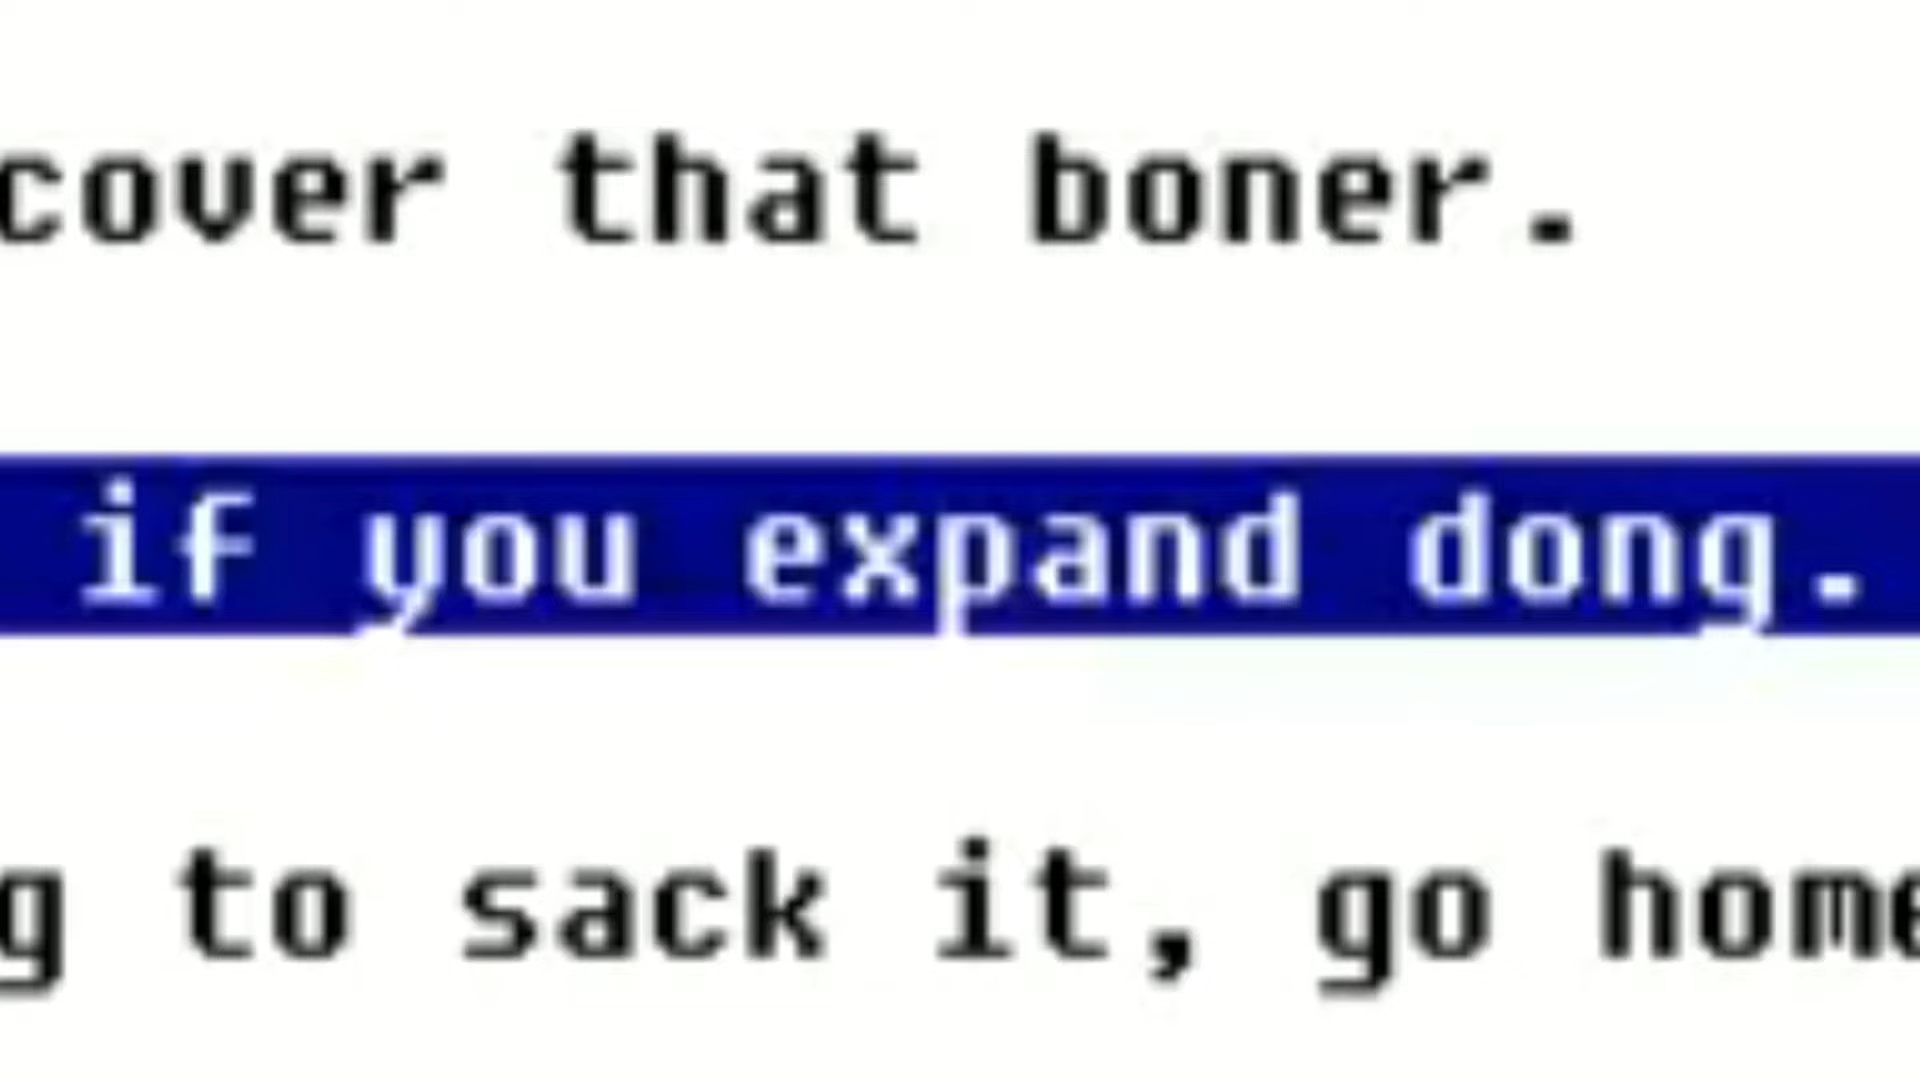 cover that boner.
if you expand dong.
g to sack it, go home